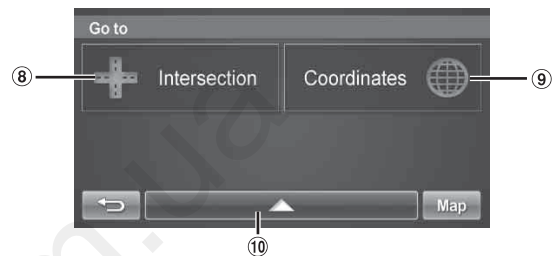 Go to
⑧ Intersection Coordinates ⑨
Map
⑩